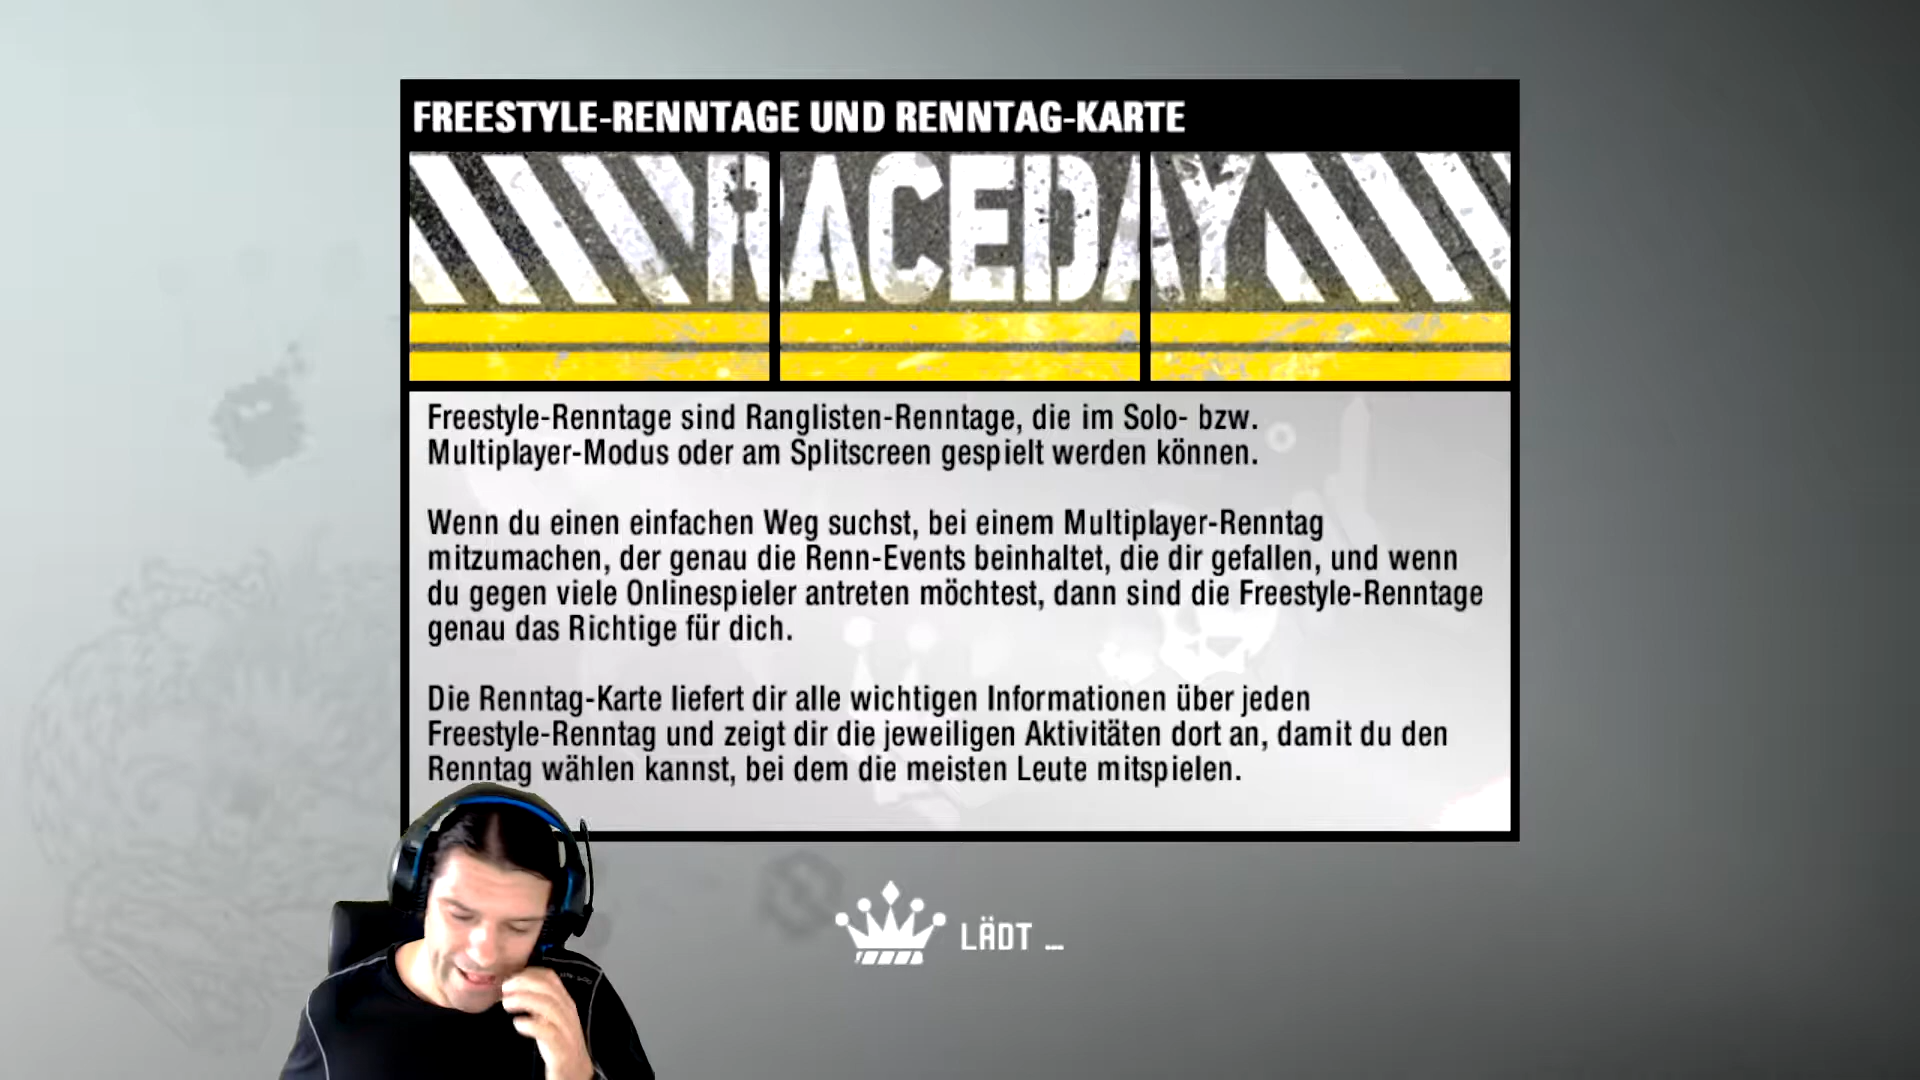 FREESTYLE-RENNTAGE UND RENNTAG-KARTE
RACEDAY
Freestyle-Renntage sind Ranglisten-Renntage, die im Solo- bzw.
Multiplayer-Modus oder am Splitscreen gespielt werden können.
Wenn du einen einfachen Weg suchst, bei einem Multiplayer-Renntag
mitzumachen, der genau die Renn-Events beinhaltet, die dir gefallen, und wenn
du gegen viele Onlinespieler antreten möchtest, dann sind die Freestyle-Renntage
genau das Richtige für dich.
Die Renntag-Karte liefert dir alle wichtigen Informationen über jeden
Freestyle-Renntag und zeigt dir die jeweiligen Aktivitäten dort an, damit du den
Renntag wählen kannst, bei dem die meisten Leute mitspielen.
LÄDT ...